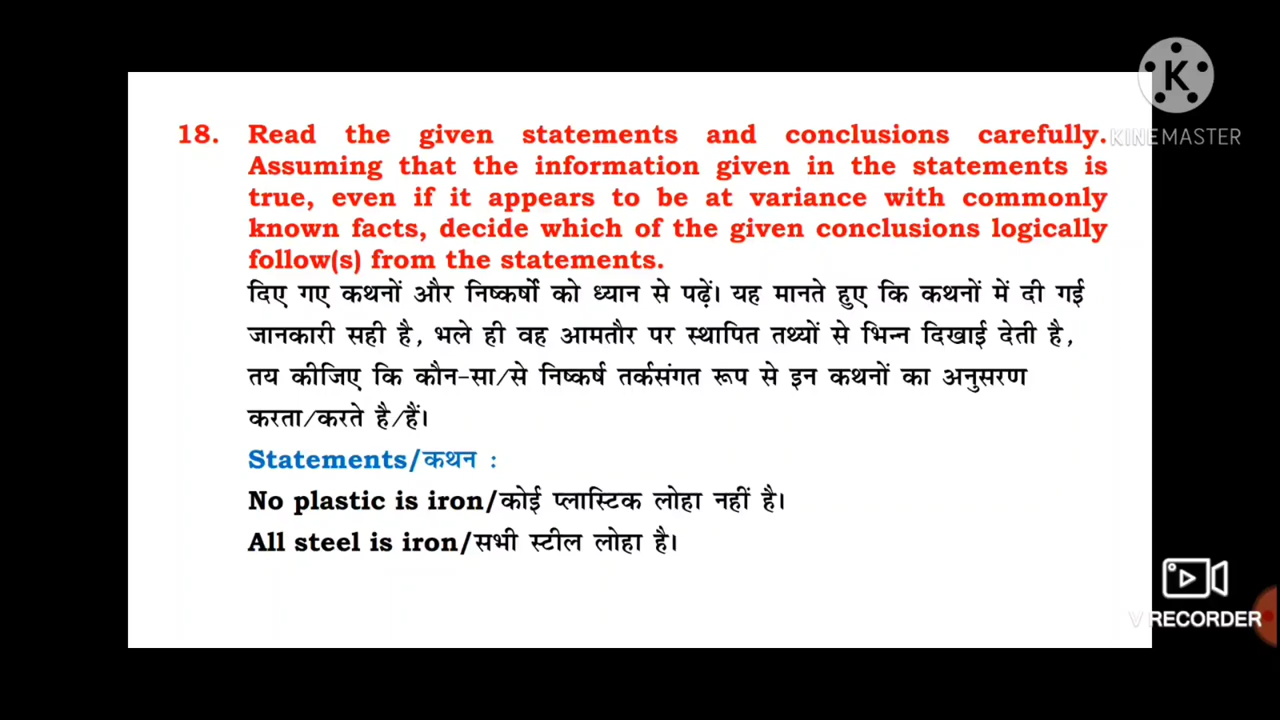 18. Read the given statements and conclusions carefully.
Assuming that the information given in the statements is
true, even if it appears to be at variance with commonly
known facts, decide which of the given conclusions logically
follow(s) from the statements.
दिए गए कथनों और निष्कर्षों को ध्यान से पढ़ें। यह मानते हुए कि कथनों में दी गई
जानकारी सही है, भले ही वह आमतौर पर स्थापित तथ्यों से भिन्न दिखाई देती है,
तय कीजिए कि कौन-सा/से निष्कर्ष तर्कसंगत रूप से इन कथनों का अनुसरण
करता/करते है/हैं।
Statements/कथन :
No plastic is iron/कोई प्लास्टिक लोहा नहीं है।
All steel is iron/सभी स्टील लोहा है।
K
KINEMASTER
V RECORDER